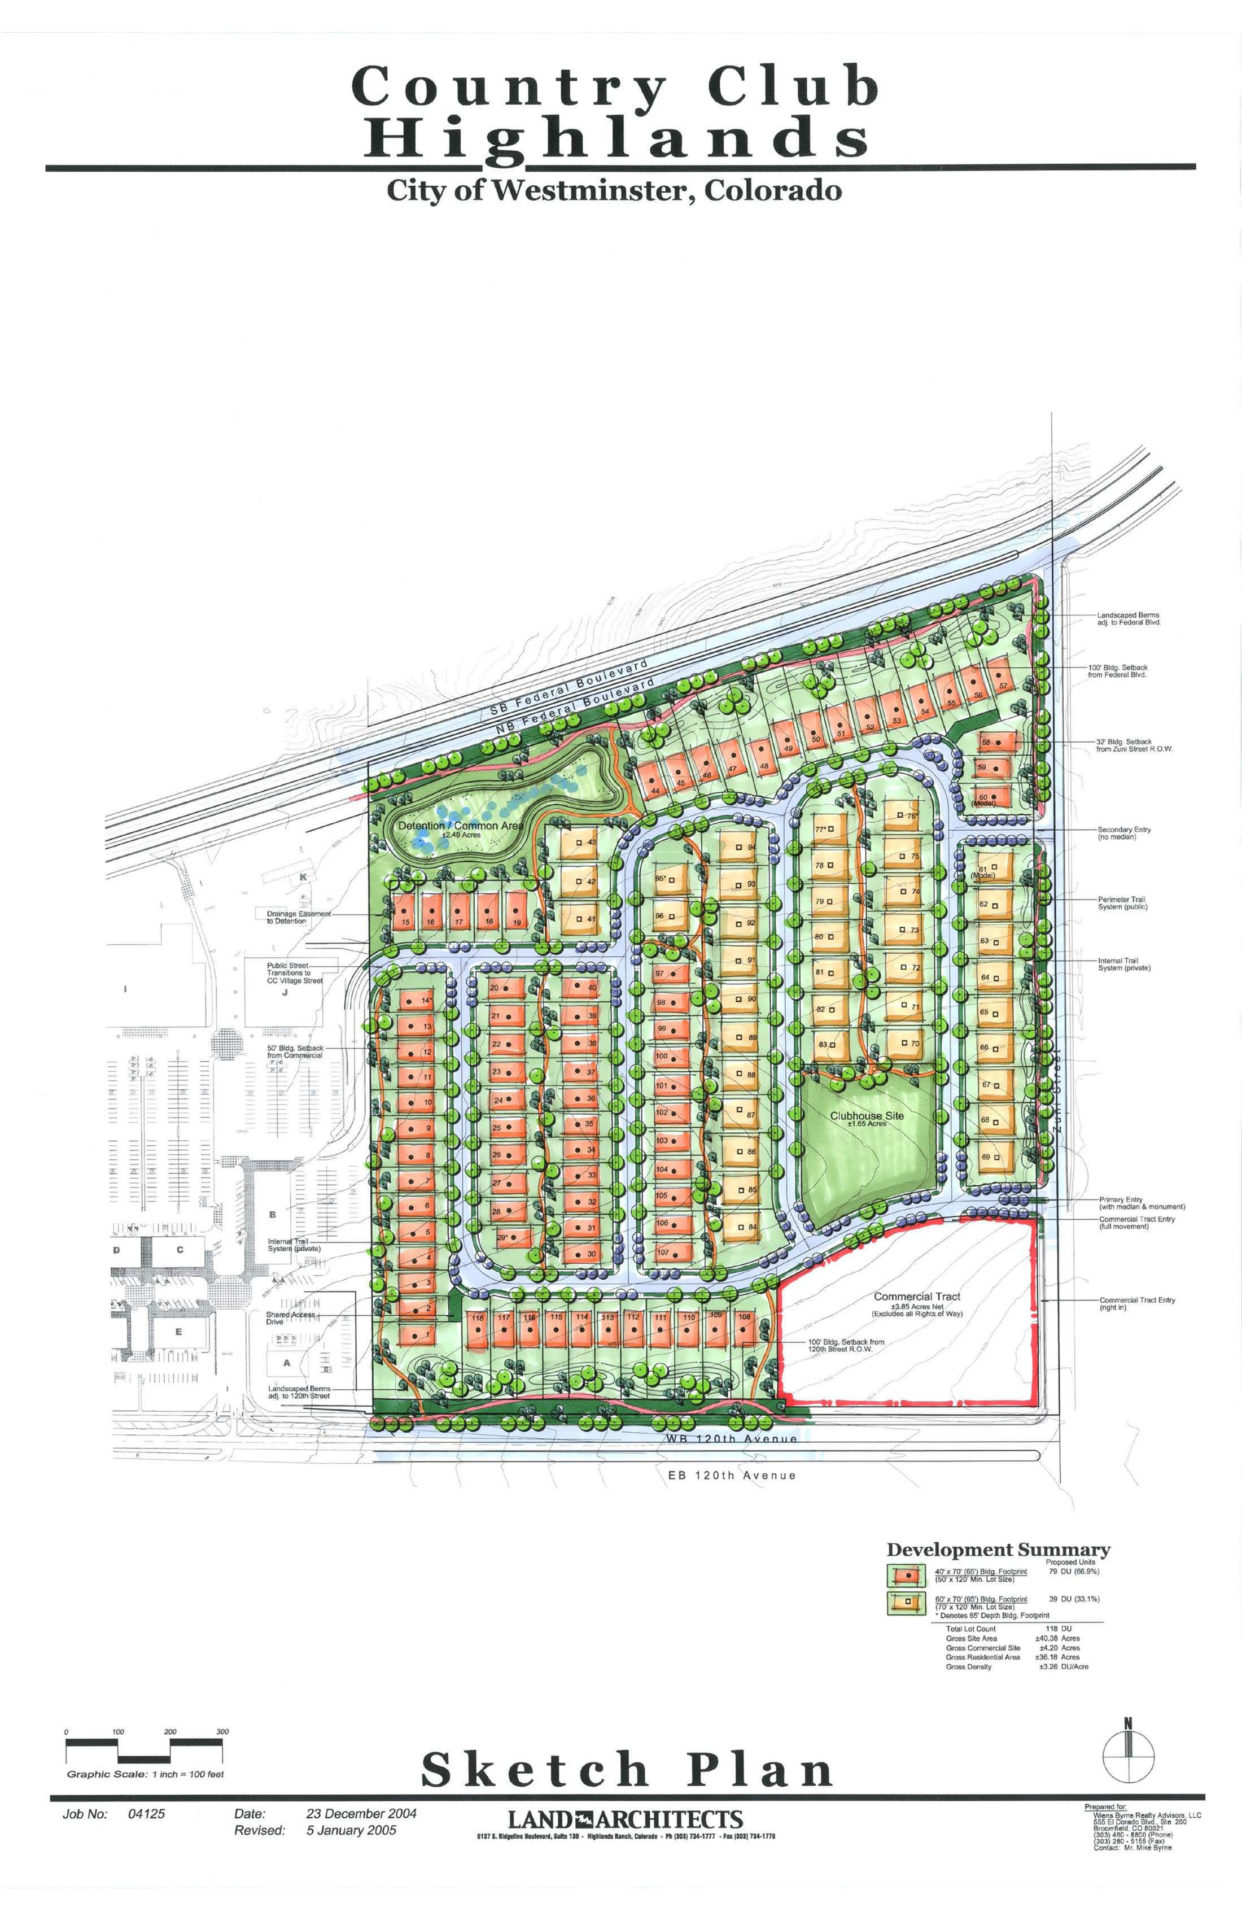 Country Club
Highlands
City of Westminster, Colorado
SB Federal Boulevard
NB Federal Boulevard
Landscaped Berms
adj. to Federal Blvd.
100' Bldg. Setback
from Federal Blvd.
32' Bldg. Setback
from Zuni Street R.O.W.
Secondary Entry
(no median)
Perimeter Trail
System (public)
Internal Trail
System (private)
Primary Entry
(with median & monument)
Commercial Tract Entry
(full movement)
Commercial Tract Entry
(right in)
Zuni Street
Detention / Common Area
±2.49 Acres
Drainage Easement
to Detention
Public Street
Transitions to
CC Village Street
50' Bldg. Setback
from Commercial
Internal Trail
System (private)
Shared Access
Drive
Landscaped Berms
adj. to 120th Street
K
I
J
B
D
C
E
A
57
56
55
54
53
52
51
50
49
48
47
46
45
44
58
59
60
(Model)
43
42
41
15
16
17
18
19
94
93
92
91
90
89
88
87
86
85
84
95*
96
97
98
99
100
101
102
103
104
105
106
107
77*
78
79
80
81
82
83
76*
75
74
73
72
71
70
61
(Model)
62
63
64
65
66
67
68
69
14*
13
12
11
10
9
8
7
6
5
4
3
2
1
20
21
22
23
24
25
26
27
28
29*
40
39
38
37
36
35
34
33
32
31
30
118
117
116
115
114
113
112
111
110
109
108
Clubhouse Site
±1.65 Acres
Commercial Tract
±3.85 Acres Net
(Excludes all Rights of Way)
100' Bldg. Setback from
120th Street R.O.W.
WB 120th Avenue
EB 120th Avenue
Development Summary
Proposed Units
40' x 70' (65') Bldg. Footprint 79 DU (66.9%)
(50' x 120' Min. Lot Size)
60' x 70' (65') Bldg. Footprint 39 DU (33.1%)
(70' x 120' Min. Lot Size)
* Denotes 65' Depth Bldg. Footprint
Total Lot Count 118 DU
Gross Site Area ±40.38 Acres
Gross Commercial Site ±4.20 Acres
Gross Residential Area ±36.18 Acres
Gross Density ±3.26 DU/Acre
0 100 200 300
Graphic Scale: 1 inch = 100 feet
Sketch Plan
N
Job No: 04125
Date: 23 December 2004
Revised: 5 January 2005
LAND ARCHITECTS
9137 S. Ridgeline Boulevard, Suite 130 - Highlands Ranch, Colorado - Ph (303) 734-1777 - Fax (303) 734-1778
Prepared for:
Wiens Byrne Realty Advisors, LLC
555 El Dorado Blvd., Ste. 200
Broomfield, CO 80021
(303) 460 - 8800 (Phone)
(303) 280 - 5155 (Fax)
Contact: Mr. Mike Byrne